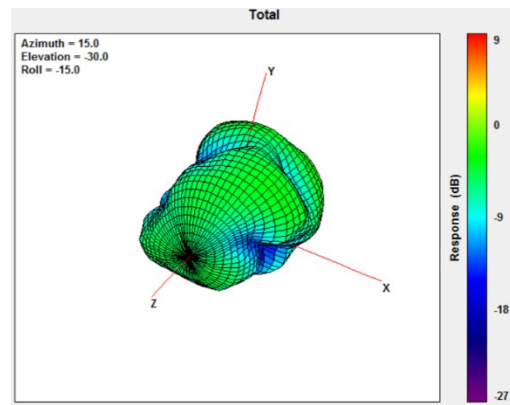 Total
Azimuth = 15.0
Elevation = -30.0
Roll = -15.0
Y
X
Z
9
0
-9
-18
-27
Response (dB)